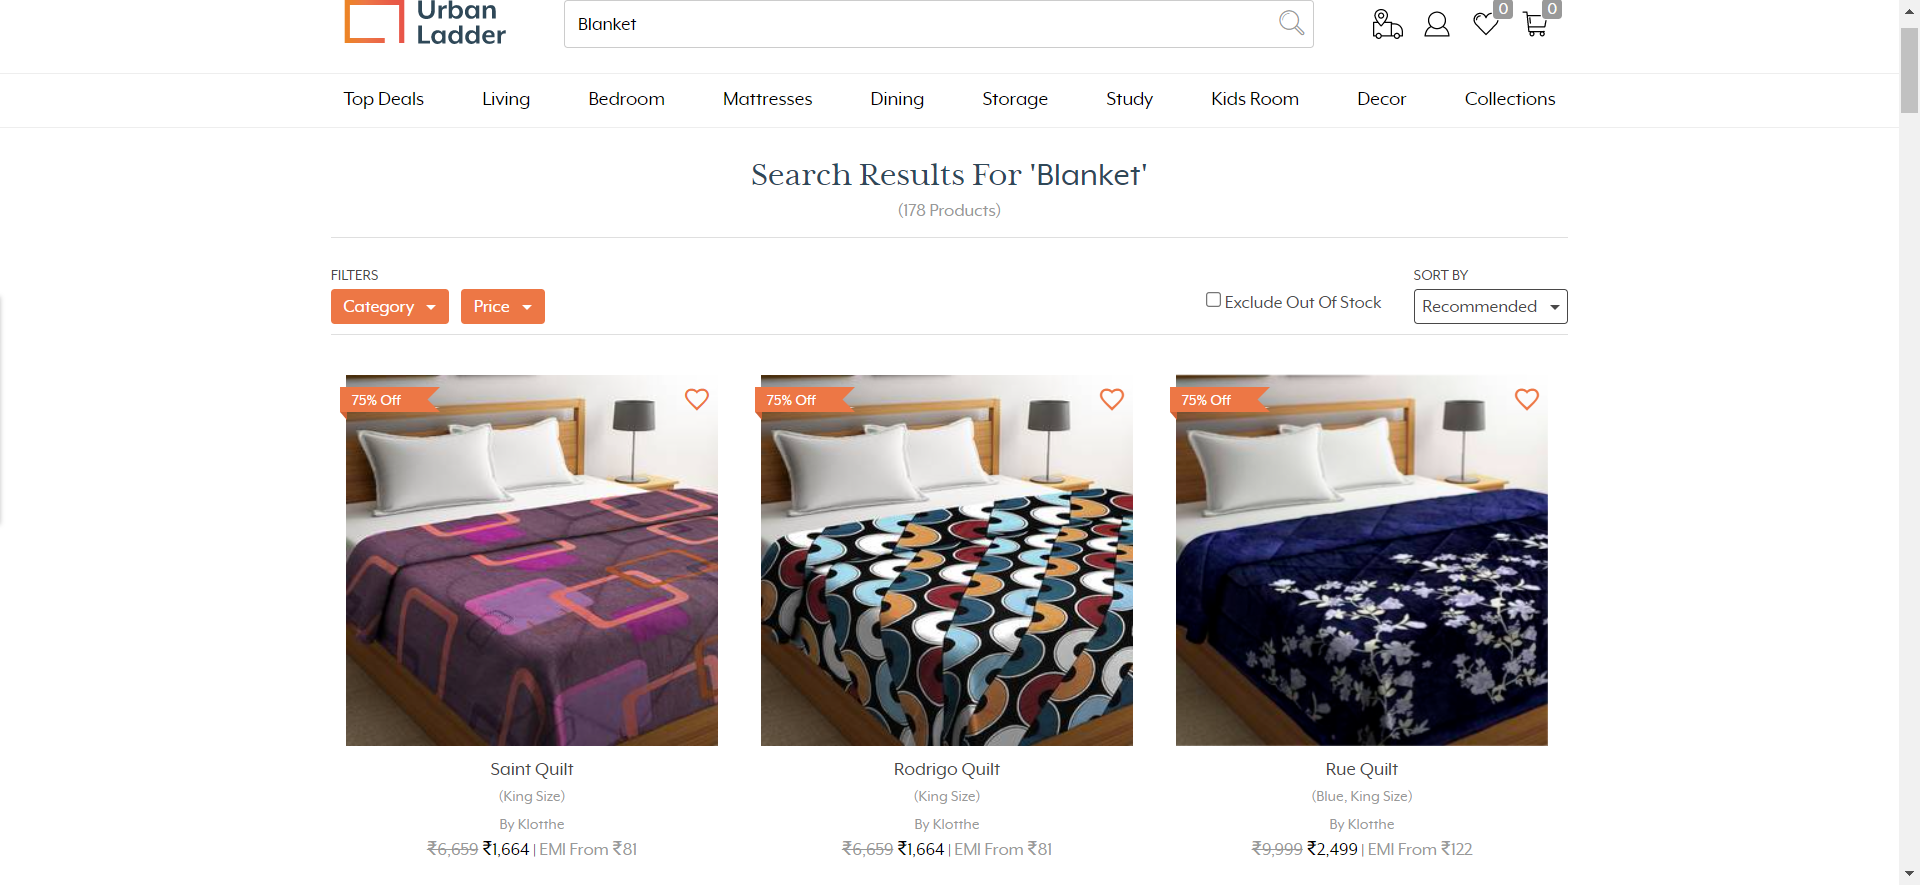 Urban
Ladder
Blanket
0
0
Top Deals
Living
Bedroom
Mattresses
Dining
Storage
Study
Kids Room
Decor
Collections
Search Results For 'Blanket'
(178 Products)
FILTERS
Category
Price
Exclude Out Of Stock
SORT BY
Recommended
75% Off
75% Off
75% Off
Saint Quilt
(King Size)
By Klotthe
₹6,659 ₹1,664 | EMI From ₹81
Rodrigo Quilt
(King Size)
By Klotthe
₹6,659 ₹1,664 | EMI From ₹81
Rue Quilt
(Blue, King Size)
By Klotthe
₹9,999 ₹2,499 | EMI From ₹122